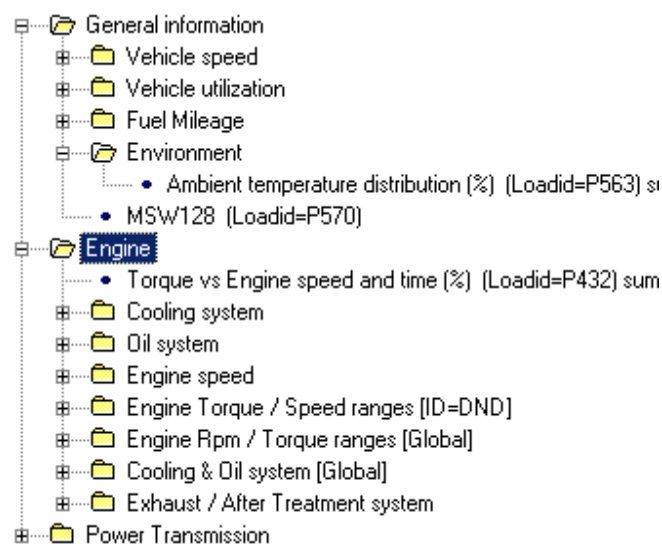 General information
Vehicle speed
Vehicle utilization
Fuel Mileage
Environment
Ambient temperature distribution (%) (Loadid=P563)
MSW128 (Loadid=P570)
Engine
Torque vs Engine speed and time (%) (Loadid=P432) sum
Cooling system
Oil system
Engine speed
Engine Torque / Speed ranges [ID=DND]
Engine Rpm / Torque ranges [Global]
Cooling & Oil system [Global]
Exhaust / After Treatment system
Power Transmission